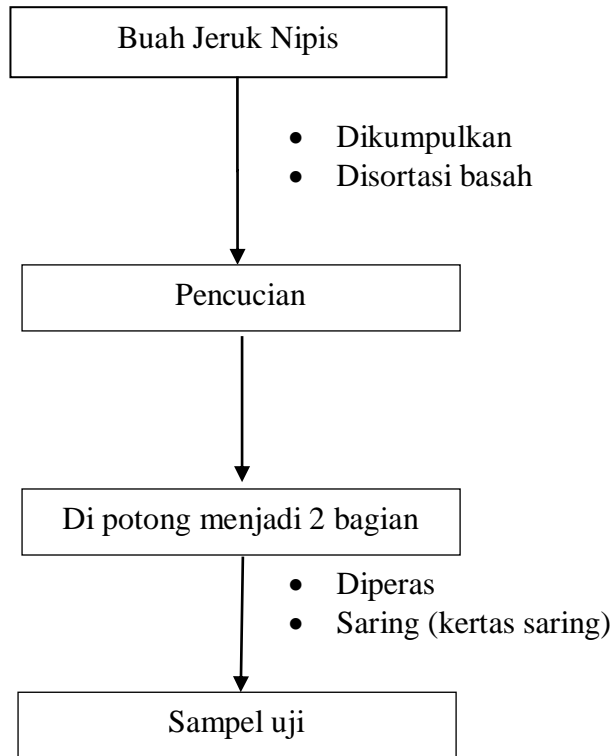 Buah Jeruk Nipis
• Dikumpulkan
• Disortasi basah
Pencucian
Di potong menjadi 2 bagian
• Diperas
• Saring (kertas saring)
Sampel uji